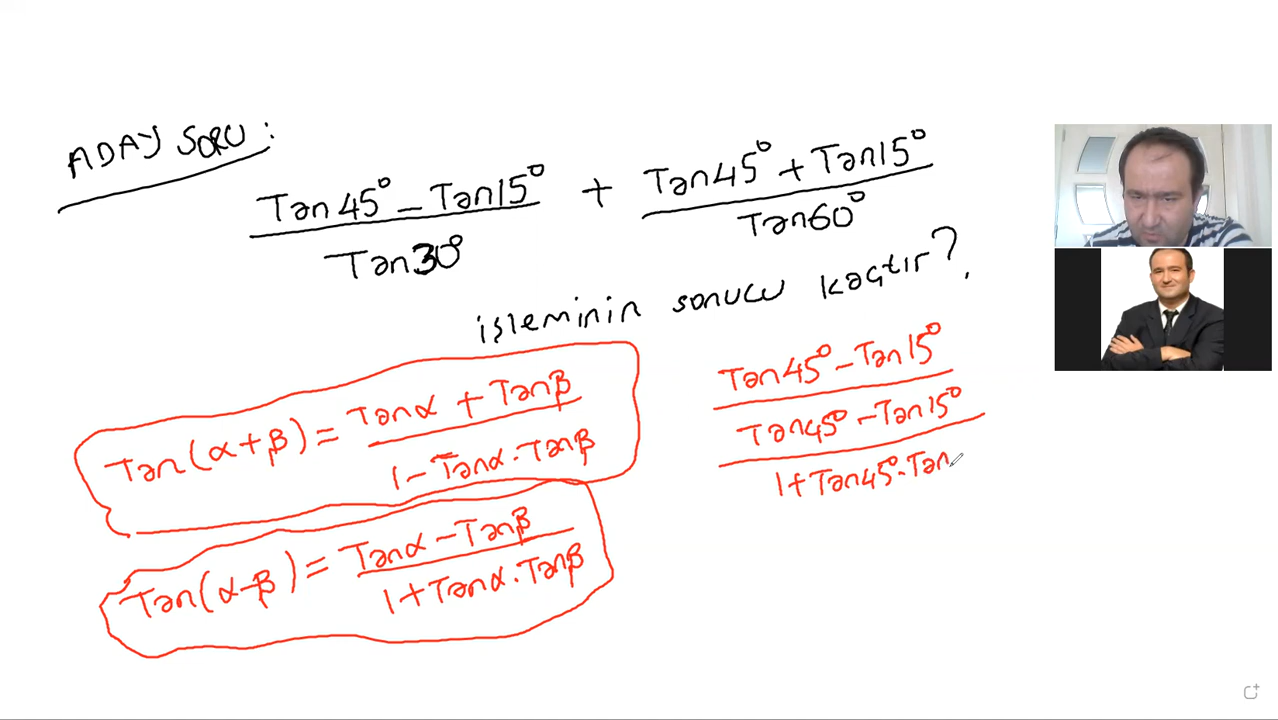 ADAY SORU:
Tan45° - Tan15° / Tan30° + Tan45° + Tan15° / Tan60°
işleminin sonucu kaçtır?
Tan(α+β) = Tanα + Tanβ / 1 - Tanα.Tanβ
Tan(α-β) = Tanα - Tanβ / 1 + Tanα.Tanβ
Tan45° - Tan15°
Tan45° - Tan15°
1 + Tan45°.Tan